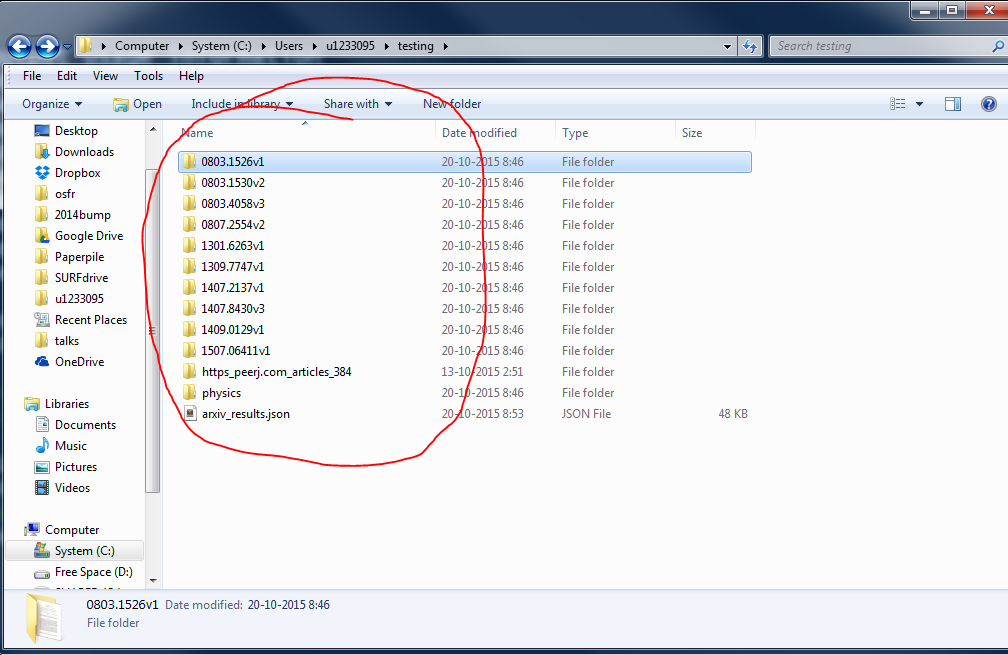 Computer System (C:) Users u1233095 testing Search testing
File Edit View Tools Help
Organize Open Include in library Share with New folder
Name Date modified Type Size
Desktop
Downloads
Dropbox
osfr
2014bump
Google Drive
Paperpile
SURFdrive
u1233095
Recent Places
talks
OneDrive
Libraries
Documents
Music
Pictures
Videos
Computer
System (C:)
Free Space (D:)
0803.1526v1 20-10-2015 8:46 File folder
0803.1530v2 20-10-2015 8:46 File folder
0803.4058v3 20-10-2015 8:46 File folder
0807.2554v2 20-10-2015 8:46 File folder
1301.6263v1 20-10-2015 8:46 File folder
1309.7747v1 20-10-2015 8:46 File folder
1407.2137v1 20-10-2015 8:46 File folder
1407.8430v3 20-10-2015 8:46 File folder
1409.0129v1 20-10-2015 8:46 File folder
1507.06411v1 20-10-2015 8:46 File folder
https_peerj.com_articles_384 13-10-2015 2:51 File folder
physics 20-10-2015 8:46 File folder
arxiv_results.json 20-10-2015 8:53 JSON File 48 KB
0803.1526v1 Date modified: 20-10-2015 8:46
File folder